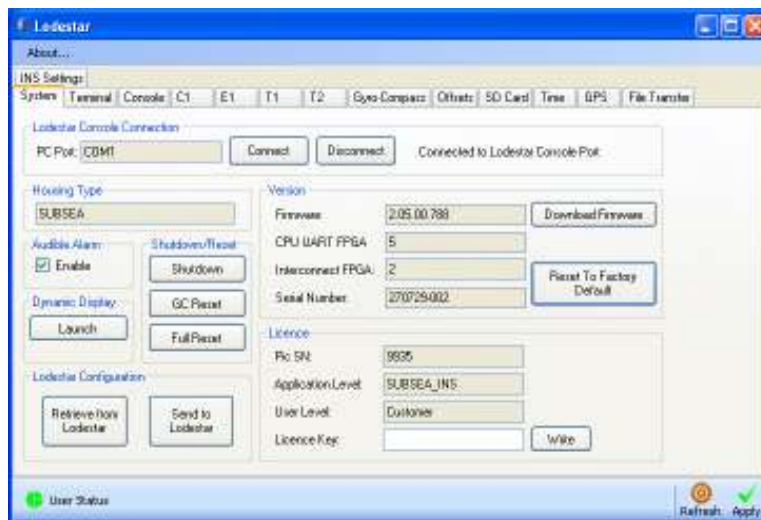 Lodestar
About...
INS Settings
System Terminal Console C1 E1 T1 T2 Gyro-Compass Offsets SD Card Time GPS File Transfer
Lodestar Console Connection
PC Port: COM1 Connect Disconnect Connected to Lodestar Console Port
Housing Type
SUBSEA
Audible Alarm
Enable
Dynamic Display
Launch
Shutdown/Reset
Shutdown
GC Reset
Full Reset
Lodestar Configuration
Retrieve from
Lodestar
Send to
Lodestar
Version
Firmware 2.05.00.788 Download Firmware
CPU UART FPGA 5
Interconnect FPGA: 2
Serial Number: 270729-002
Reset To Factory
Default
Licence
Pic SN: 9935
Application Level: SUBSEA_INS
User Level: Customer
Licence Key: Write
User Status
Refresh Apply